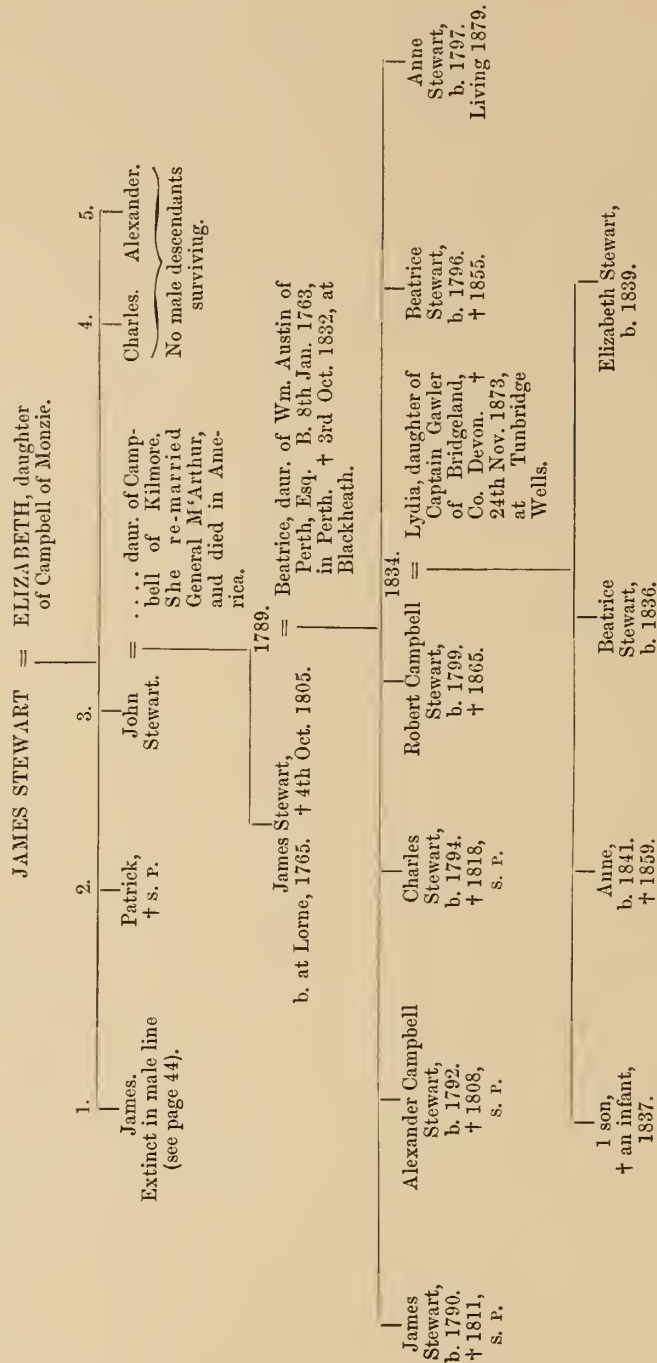 JAMES STEWART = ELIZABETH, daughter
of Campbell of Monzie.
1.
James.
Extinct in male line
(see page 44).
2.
Patrick,
† s. P.
3.
John
Stewart.
= .... daur. of Camp-
bell of Kilmore.
She re-married
General M'Arthur,
and died in Ame-
rica.
4.
Charles.
5.
Alexander.
No male descendants
surviviug.
James Stewart,
b. at Lorne, 1765. † 4th Oct. 1805.
1789.
= Beatrice, daur. of Wm. Austin of
Perth, Esq. B. 8th Jan. 1763,
in Perth. † 3rd Oct. 1832, at
Blackheath.
James
Stewart,
b. 1790.
† 1811,
s. P.
Alexander Campbell
Stewart,
b. 1792.
† 1808,
s. P.
Charles
Stewart,
b. 1794.
† 1818,
s. P.
Robert Campbell
Stewart,
b. 1799.
† 1865.
1834.
= Lydia, daughter of
Captain Gawler
of Bridgeland,
Co. Devon. †
24th Nov. 1873,
at Tunbridge
Wells.
Beatrice
Stewart,
b. 1796.
† 1855.
Anne
Stewart,
b. 1797.
Living 1879.
1 son,
† an infant,
1837.
Anne,
b. 1841.
† 1859.
Beatrice
Stewart,
b. 1836.
Elizabeth Stewart,
b. 1839.